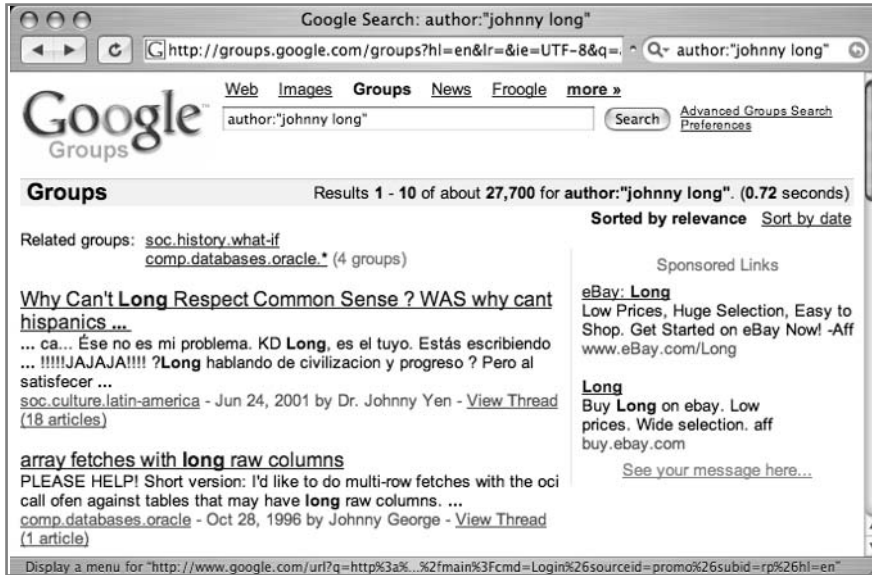 Google Search: author:"johnny long"
http://groups.google.com/groups?hl=en&lr=&ie=UTF-8&q=. author:"johnny long"
Web Images Groups News Froogle more »
Google™
Groups
author:"johnny long" Search Advanced Groups Search
Preferences
Groups Results 1 - 10 of about 27,700 for author:"johnny long". (0.72 seconds)
Sorted by relevance Sort by date
Related groups: soc.history.what-if
comp.databases.oracle.* (4 groups)
Why Can't Long Respect Common Sense ? WAS why cant
hispanics ...
... ca... Ése no es mi problema. KD Long, es el tuyo. Estás escribiendo
... !!!!!JAJAJA!!!! ?Long hablando de civilizacion y progreso ? Pero al
satisfecer ...
soc.culture.latin-america - Jun 24, 2001 by Dr. Johnny Yen - View Thread
(18 articles)
array fetches with long raw columns
PLEASE HELP! Short version: I'd like to do multi-row fetches with the oci
call ofen against tables that may have long raw columns. ...
comp.databases.oracle - Oct 28, 1996 by Johnny George - View Thread
(1 article)
Sponsored Links
eBay: Long
Low Prices, Huge Selection, Easy to
Shop. Get Started on eBay Now! -Aff
www.eBay.com/Long
Long
Buy Long on ebay. Low
prices. Wide selection. aff
buy.ebay.com
See your message here...
Display a menu for "http://www.google.com/url?q=http%3a%...%2fmain%3Fcmd=Login%26sourceid=promo%26subid=rp%26hl=en"